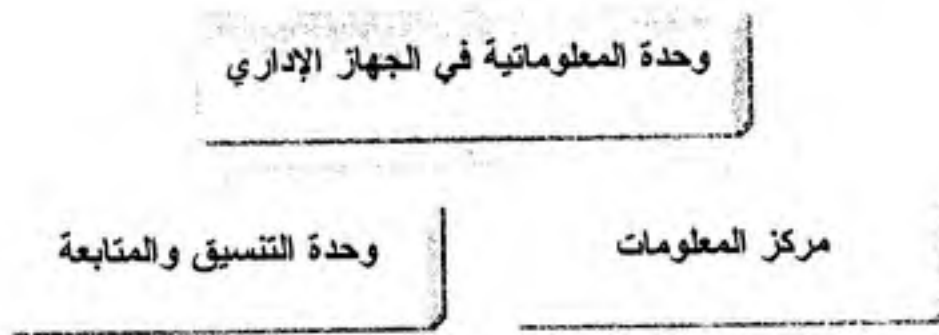 وحدة المعلوماتية في الجهاز الإداري
مركز المعلومات
وحدة التنسيق والمتابعة